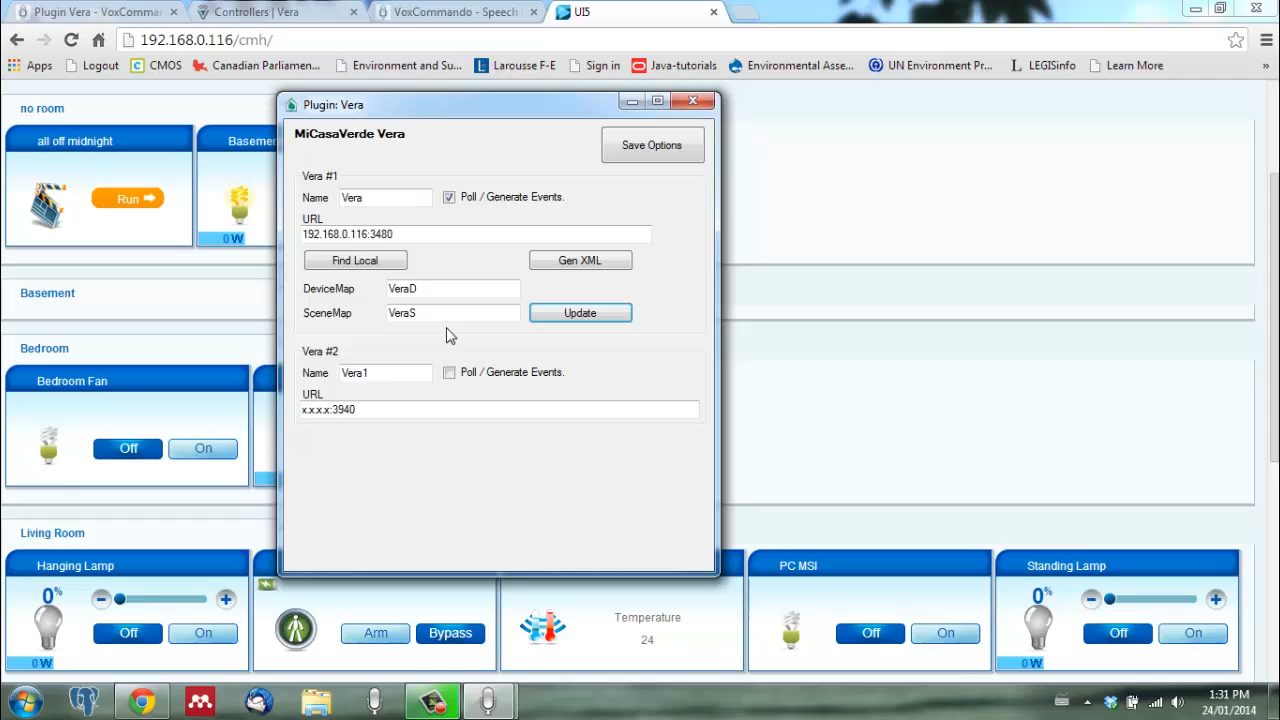 Plugin Vera - VoxComman
Controllers | Vera
VoxCommando - Speech
UI5
192.168.0.116/cmh/
Apps Logout CMOS Canadian Parliamen... Environment and Su... Larousse F-E Sign in Java-tutorials Environmental Asse... UN Environment Pr... LEGISinfo Learn More »
no room
all off midnight
Basemen
Run
0W
Plugin: Vera
MiCasaVerde Vera
Save Options
Vera #1
Name Vera Poll / Generate Events.
URL
192.168.0.116:3480
Find Local Gen XML
DeviceMap VeraD
SceneMap VeraS Update
Vera #2
Name Vera1 Poll / Generate Events.
URL
x.x.x.x:3940
Basement
Bedroom
Bedroom Fan
Off On
Living Room
Hanging Lamp
0%
Off On
0W
Arm Bypass
Temperature
24
PC MSI
Off On
Standing Lamp
0%
Off On
0W
1:31 PM
24/01/2014